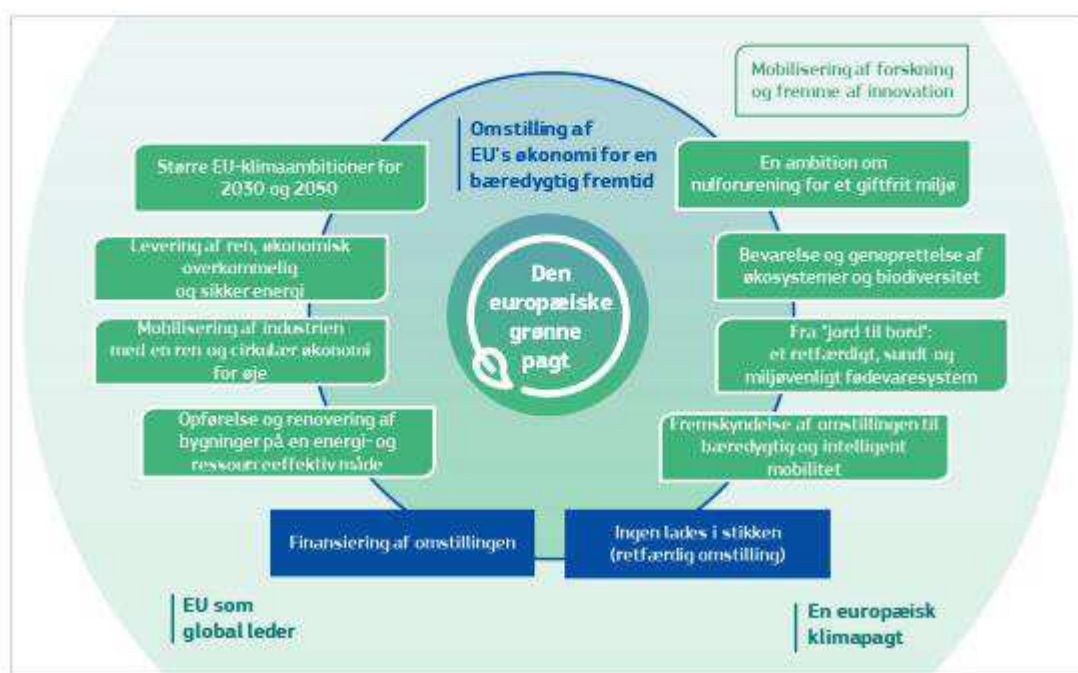 Mobilisering af forskning
og fremme af innovation
Omstilling af
EU's økonomi for en
bæredygtig fremtid
Større EU-klimaambitioner for
2030 og 2050
En ambition om
nulforurening for et giftfrit miljø
Levering af ren, økonomisk
overkommelig
og sikker energi
Bevarelse og genoprettelse af
økosystemer og biodiversitet
Den
europæiske
grønne
pagt
Mobilisering af industrien
med en ren og cirkulær økonomi
for øje
Fra "jord til bord":
et retfærdigt, sundt og
miljøvenligt fødevaresystem
Opførelse og renovering af
bygninger på en energi- og
ressourceeffektiv måde
Fremskyndelse af omstillingen til
bæredygtig og intelligent
mobilitet
Finansiering af omstillingen
Ingen lades i stikken
(retfærdig omstilling)
EU som
global leder
En europæisk
klimapagt